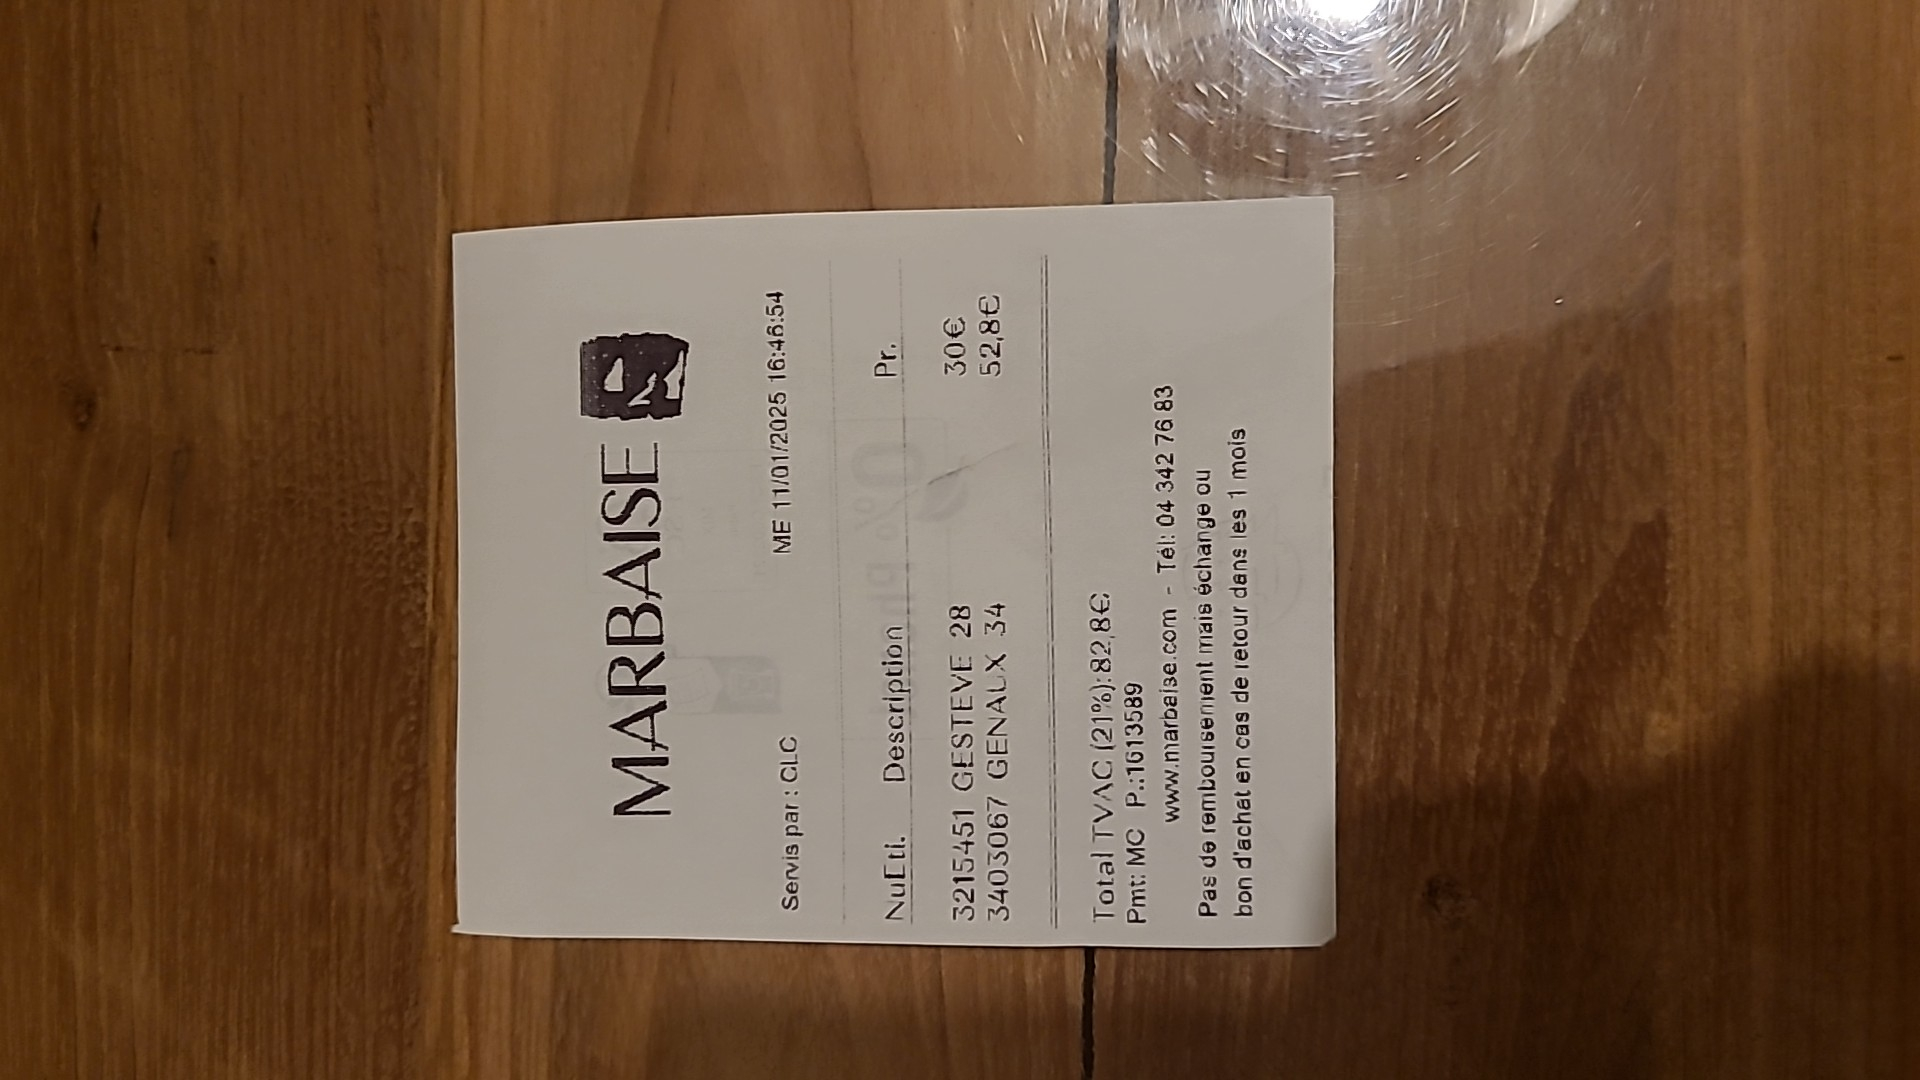 MARBAISE
Servis par : CLC ME 11/01/2025 16:46:54
NuEti. Description Pr.
3215451 GESTEVE 28 30€
3403067 GENAUX 34 52,8€
Total TVAC (21%):82,8€
Pmt: MC P.:1613589
www.marbaise.com - Tél: 04 342 76 83
Pas de remboursement mais échange ou
bon d'achat en cas de retour dans les 1 mois